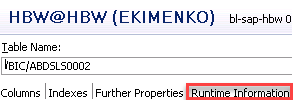 HBW@HBW (EKIMENKO) bl-sap-hbw 0
Table Name:
/BIC/ABDSLS0002
Columns Indexes Further Properties Runtime Information